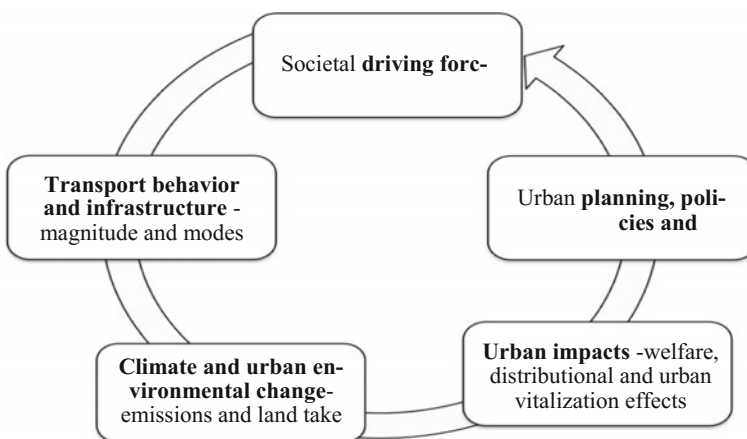 Societal driving forc-
Transport behavior
and infrastructure -
magnitude and modes
Urban planning, poli-
cies and
Climate and urban en-
vironmental change-
emissions and land take
Urban impacts -welfare,
distributional and urban
vitalization effects